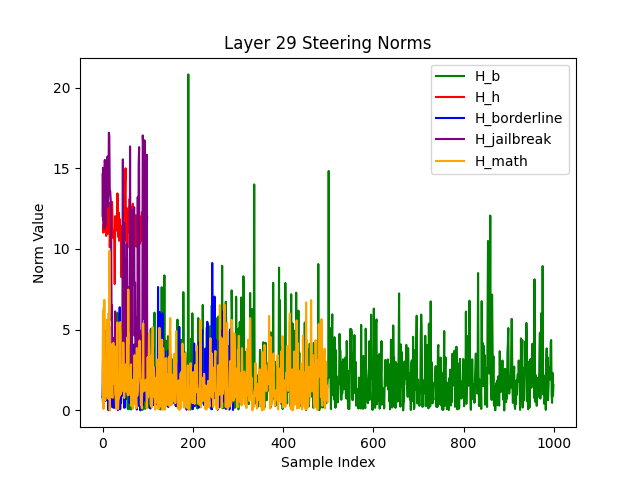 Layer 29 Steering Norms
H_b
H_h
H_borderline
H_jailbreak
H_math
Norm Value
20
15
10
5
0
0 200 400 600 800 1000
Sample Index